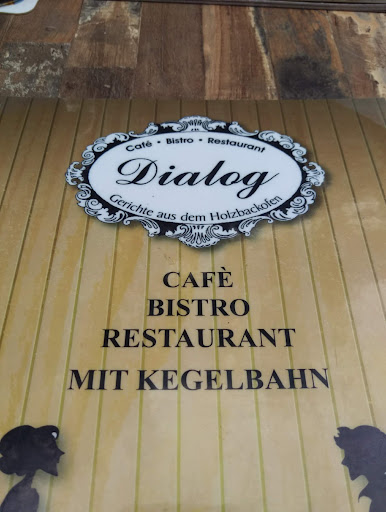 Café • Bistro • Restaurant
Dialog
Gerichte aus dem Holzbackofen
CAFÈ
BISTRO
RESTAURANT
MIT KEGELBAHN